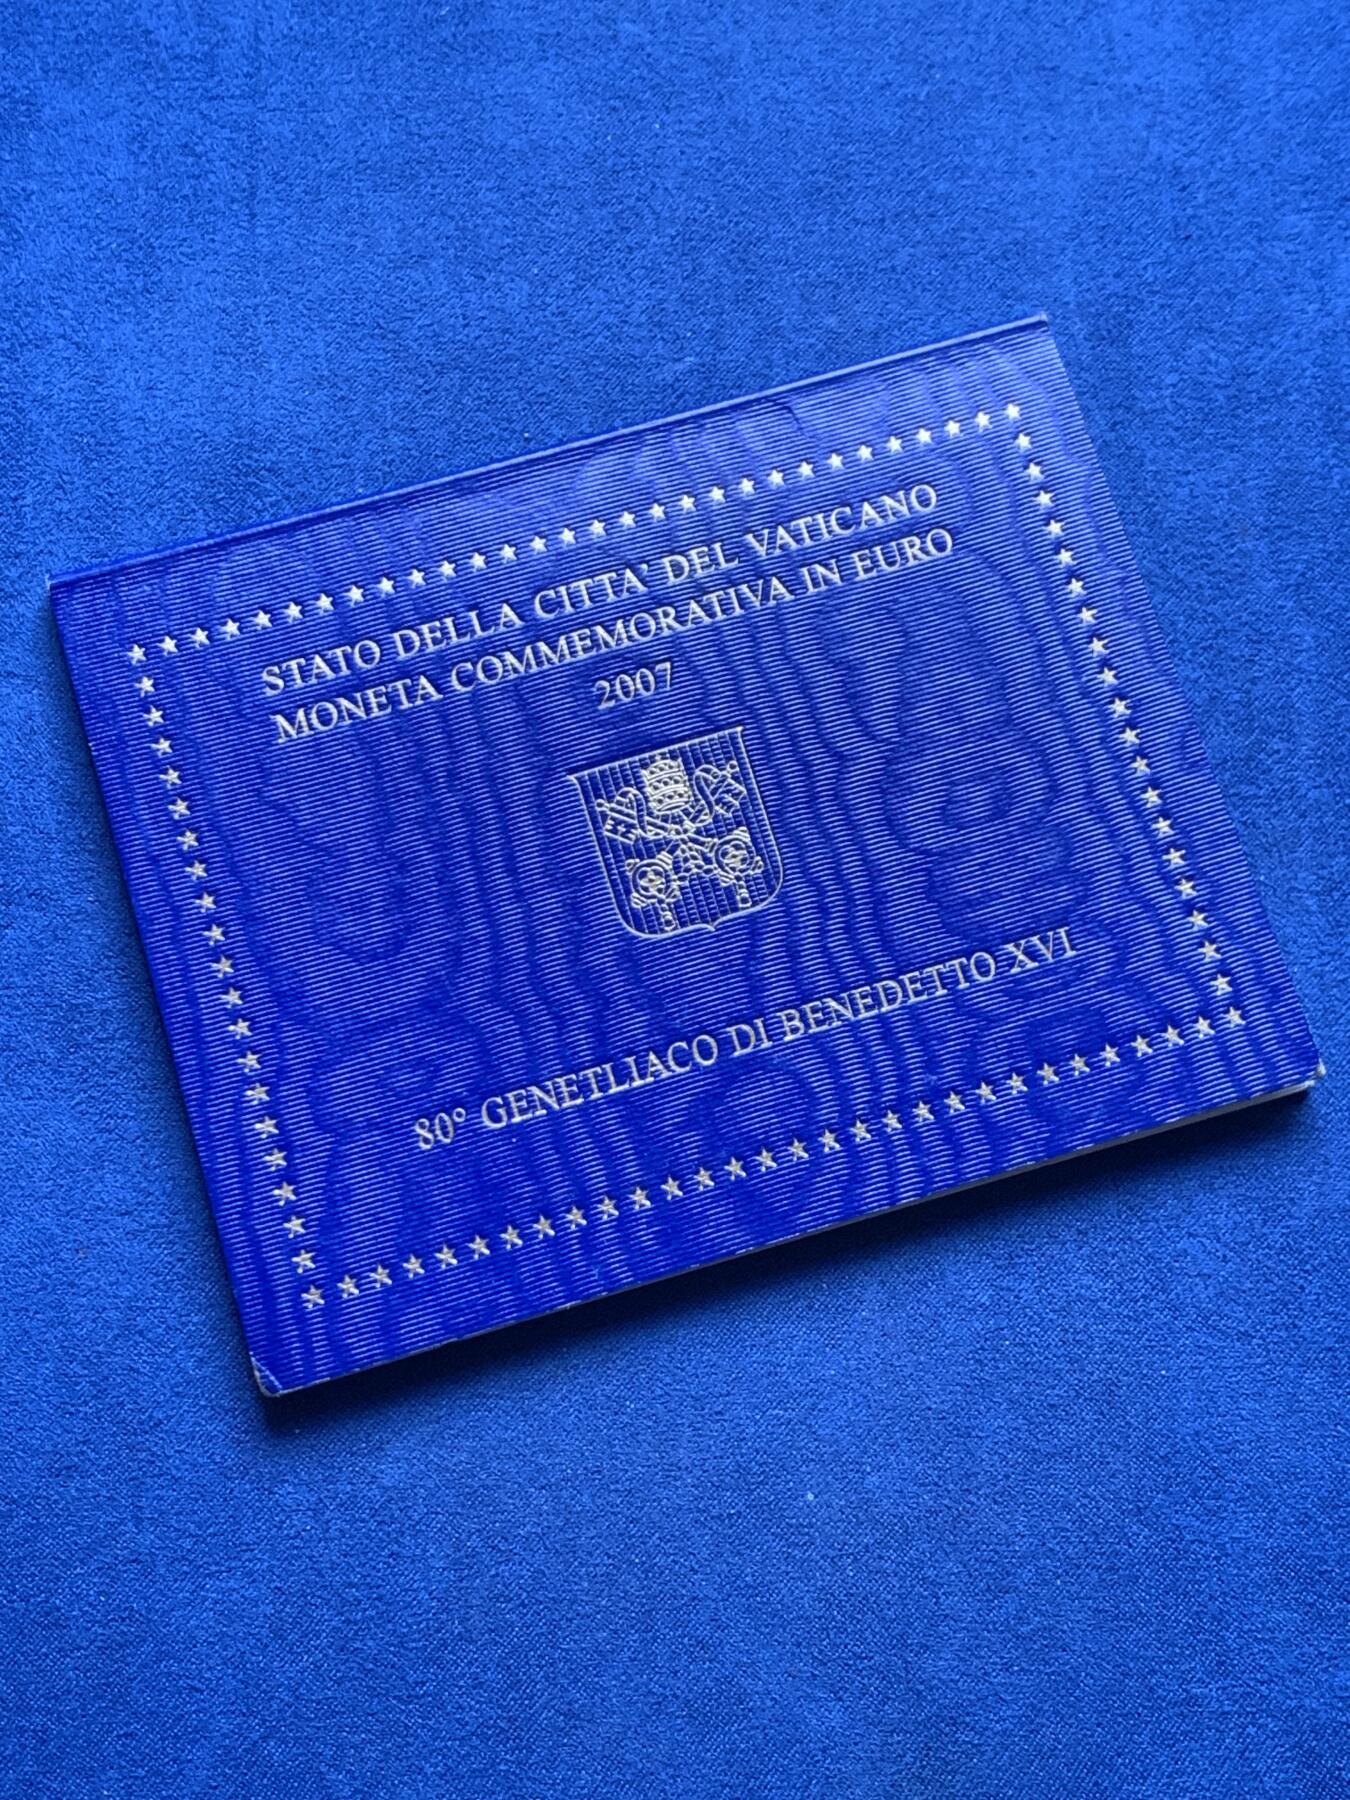 STATO DELLA CITTA' DEL VATICANO
MONETA COMMEMORATIVA IN EURO
2007
80° GENETLIACO DI BENEDETTO XVI